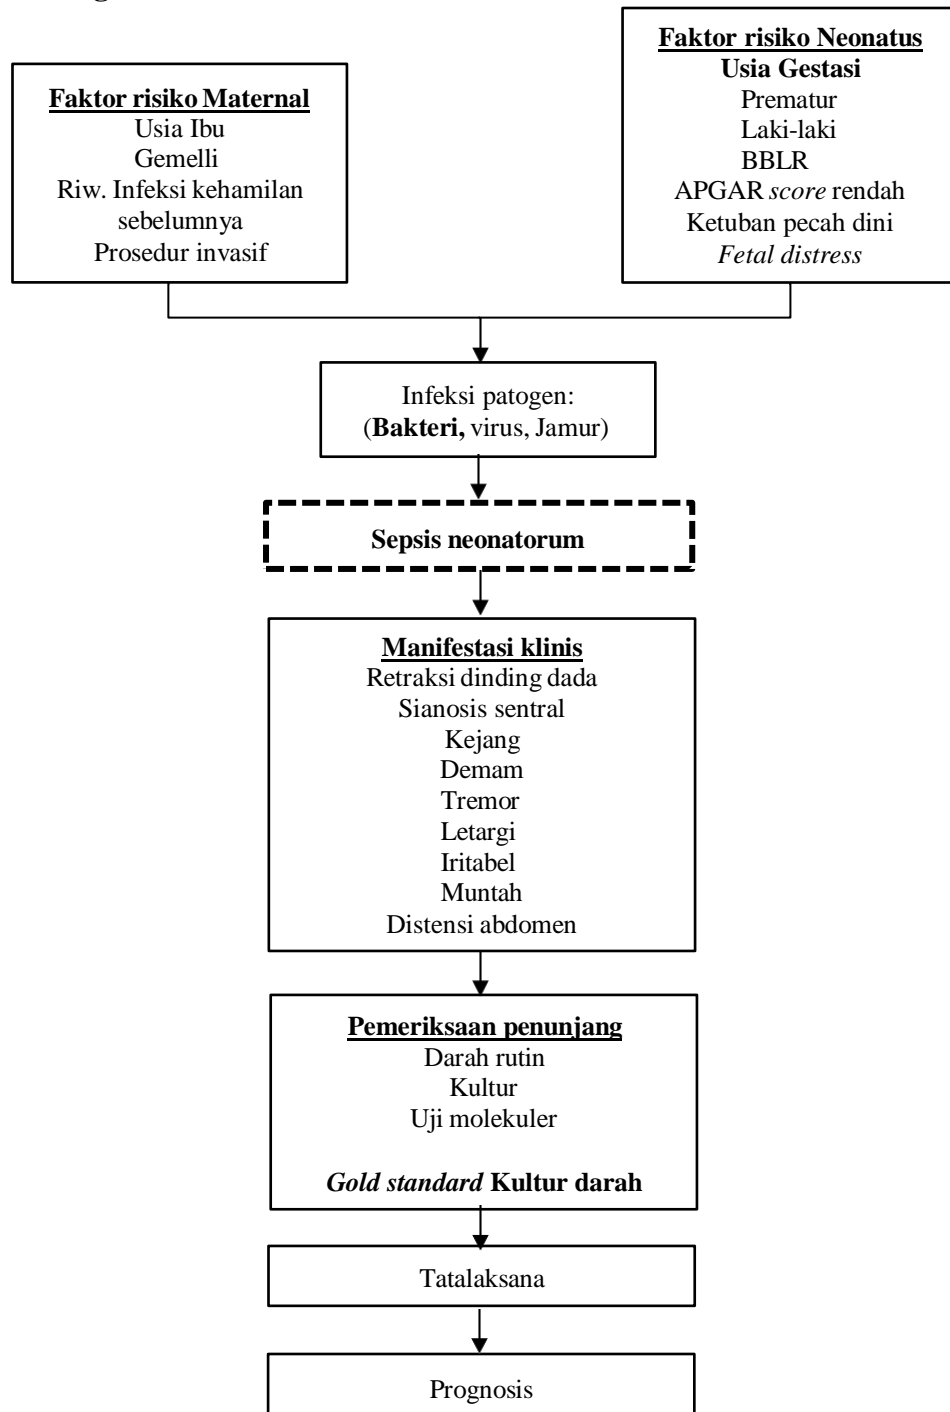 Faktor risiko Maternal
Usia Ibu
Gemelli
Riw. Infeksi kehamilan
sebelumnya
Prosedur invasif
Faktor risiko Neonatus
Usia Gestasi
Prematur
Laki-laki
BBLR
APGAR score rendah
Ketuban pecah dini
Fetal distress
Infeksi patogen:
(Bakteri, virus, Jamur)
Sepsis neonatorum
Manifestasi klinis
Retraksi dinding dada
Sianosis sentral
Kejang
Demam
Tremor
Letargi
Iritabel
Muntah
Distensi abdomen
Pemeriksaan penunjang
Darah rutin
Kultur
Uji molekuler
Gold standard Kultur darah
Tatalaksana
Prognosis